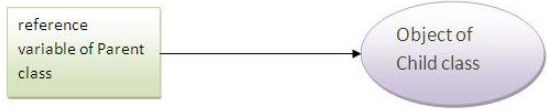 reference
variable of Parent
class
Object of
Child class